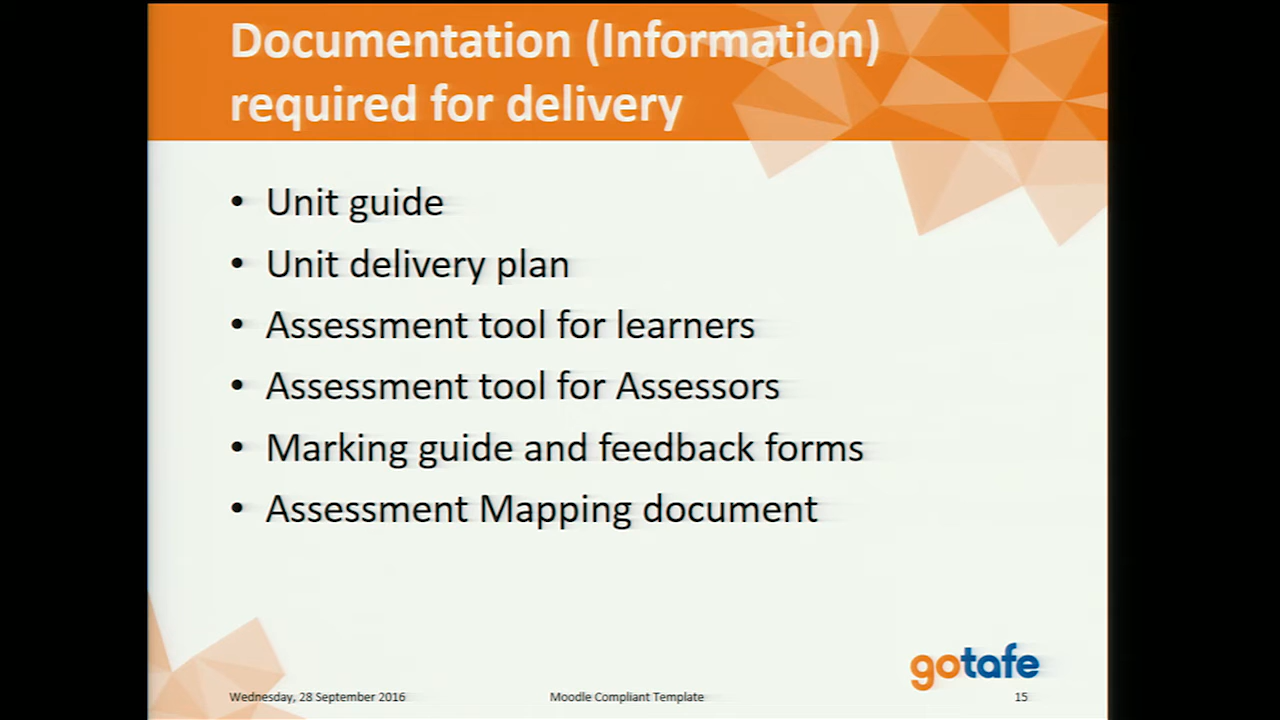 Documentation (Information)
required for delivery
• Unit guide
• Unit delivery plan
• Assessment tool for learners
• Assessment tool for Assessors
• Marking guide and feedback forms
• Assessment Mapping document
gotafe
Wednesday, 28 September 2016 Moodle Compliant Template 15